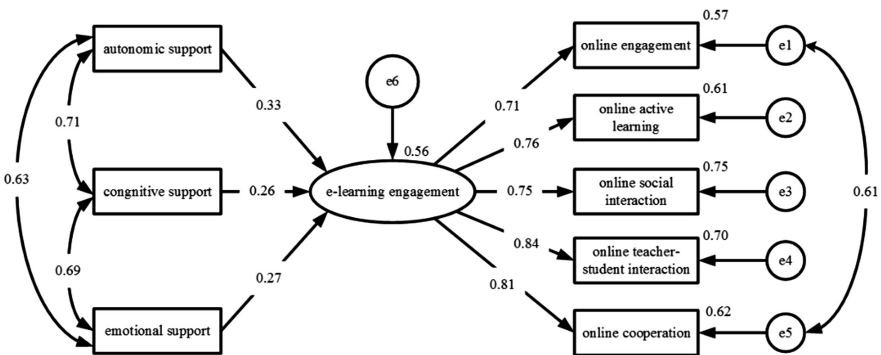 autonomic support
congnitive support
emotional support
0.71
0.63
0.69
0.33
0.26
0.27
e6
0.56
e-learning engagement
0.71
0.76
0.75
0.84
0.81
online engagement
0.57
e1
online active
learning
0.61
e2
online social
interaction
0.75
e3
online teacher-
student interaction
0.70
e4
online cooperation
0.62
e5
0.61